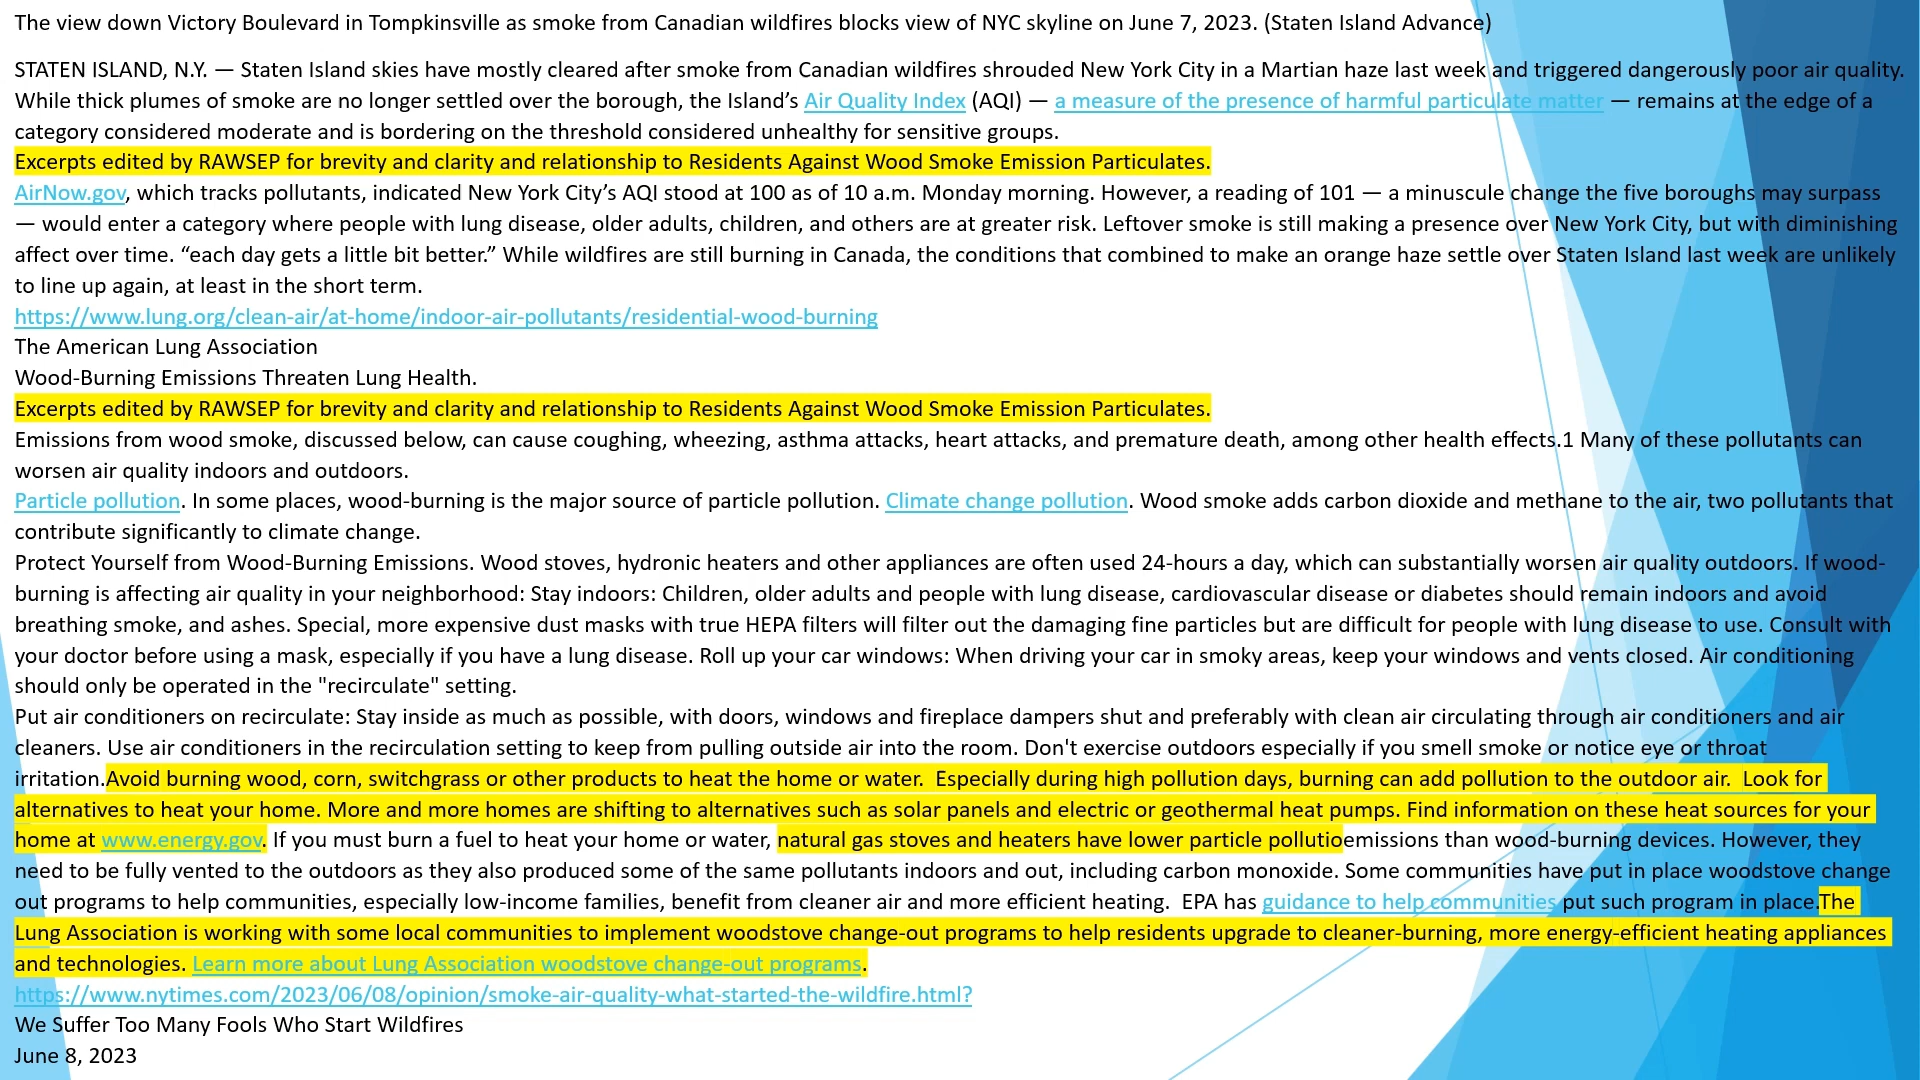 The view down Victory Boulevard in Tompkinsville as smoke from Canadian wildfires blocks view of NYC skyline on June 7, 2023. (Staten Island Advance)
STATEN ISLAND, N.Y. — Staten Island skies have mostly cleared after smoke from Canadian wildfires shrouded New York City in a Martian haze last week and triggered dangerously poor air quality.
While thick plumes of smoke are no longer settled over the borough, the Island’s Air Quality Index (AQI) — a measure of the presence of harmful particulate matter — remains at the edge of a
category considered moderate and is bordering on the threshold considered unhealthy for sensitive groups.
Excerpts edited by RAWSEP for brevity and clarity and relationship to Residents Against Wood Smoke Emission Particulates.
AirNow.gov, which tracks pollutants, indicated New York City’s AQI stood at 100 as of 10 a.m. Monday morning. However, a reading of 101 — a minuscule change the five boroughs may surpass
— would enter a category where people with lung disease, older adults, children, and others are at greater risk. Leftover smoke is still making a presence over New York City, but with diminishing
affect over time. “each day gets a little bit better.” While wildfires are still burning in Canada, the conditions that combined to make an orange haze settle over Staten Island last week are unlikely
to line up again, at least in the short term.
https://www.lung.org/clean-air/at-home/indoor-air-pollutants/residential-wood-burning
The American Lung Association
Wood-Burning Emissions Threaten Lung Health.
Excerpts edited by RAWSEP for brevity and clarity and relationship to Residents Against Wood Smoke Emission Particulates.
Emissions from wood smoke, discussed below, can cause coughing, wheezing, asthma attacks, heart attacks, and premature death, among other health effects.1 Many of these pollutants can
worsen air quality indoors and outdoors.
Particle pollution. In some places, wood-burning is the major source of particle pollution. Climate change pollution. Wood smoke adds carbon dioxide and methane to the air, two pollutants that
contribute significantly to climate change.
Protect Yourself from Wood-Burning Emissions. Wood stoves, hydronic heaters and other appliances are often used 24-hours a day, which can substantially worsen air quality outdoors. If wood-
burning is affecting air quality in your neighborhood: Stay indoors: Children, older adults and people with lung disease, cardiovascular disease or diabetes should remain indoors and avoid
breathing smoke, and ashes. Special, more expensive dust masks with true HEPA filters will filter out the damaging fine particles but are difficult for people with lung disease to use. Consult with
your doctor before using a mask, especially if you have a lung disease. Roll up your car windows: When driving your car in smoky areas, keep your windows and vents closed. Air conditioning
should only be operated in the "recirculate" setting.
Put air conditioners on recirculate: Stay inside as much as possible, with doors, windows and fireplace dampers shut and preferably with clean air circulating through air conditioners and air
cleaners. Use air conditioners in the recirculation setting to keep from pulling outside air into the room. Don't exercise outdoors especially if you smell smoke or notice eye or throat
irritation.Avoid burning wood, corn, switchgrass or other products to heat the home or water.  Especially during high pollution days, burning can add pollution to the outdoor air.  Look for
alternatives to heat your home. More and more homes are shifting to alternatives such as solar panels and electric or geothermal heat pumps. Find information on these heat sources for your
home at www.energy.gov. If you must burn a fuel to heat your home or water, natural gas stoves and heaters have lower particle pollutioemissions than wood-burning devices. However, they
need to be fully vented to the outdoors as they also produced some of the same pollutants indoors and out, including carbon monoxide. Some communities have put in place woodstove change
out programs to help communities, especially low-income families, benefit from cleaner air and more efficient heating.  EPA has guidance to help communities put such program in place.The
Lung Association is working with some local communities to implement woodstove change-out programs to help residents upgrade to cleaner-burning, more energy-efficient heating appliances
and technologies. Learn more about Lung Association woodstove change-out programs.
https://www.nytimes.com/2023/06/08/opinion/smoke-air-quality-what-started-the-wildfire.html?
We Suffer Too Many Fools Who Start Wildfires
June 8, 2023